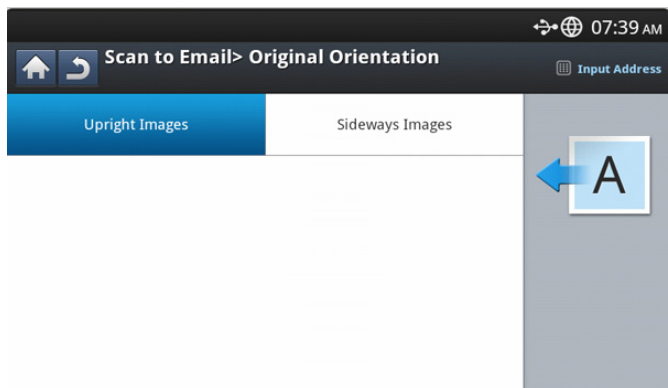 07:39 AM
Scan to Email> Original Orientation
Input Address
Upright Images
Sideways Images
A